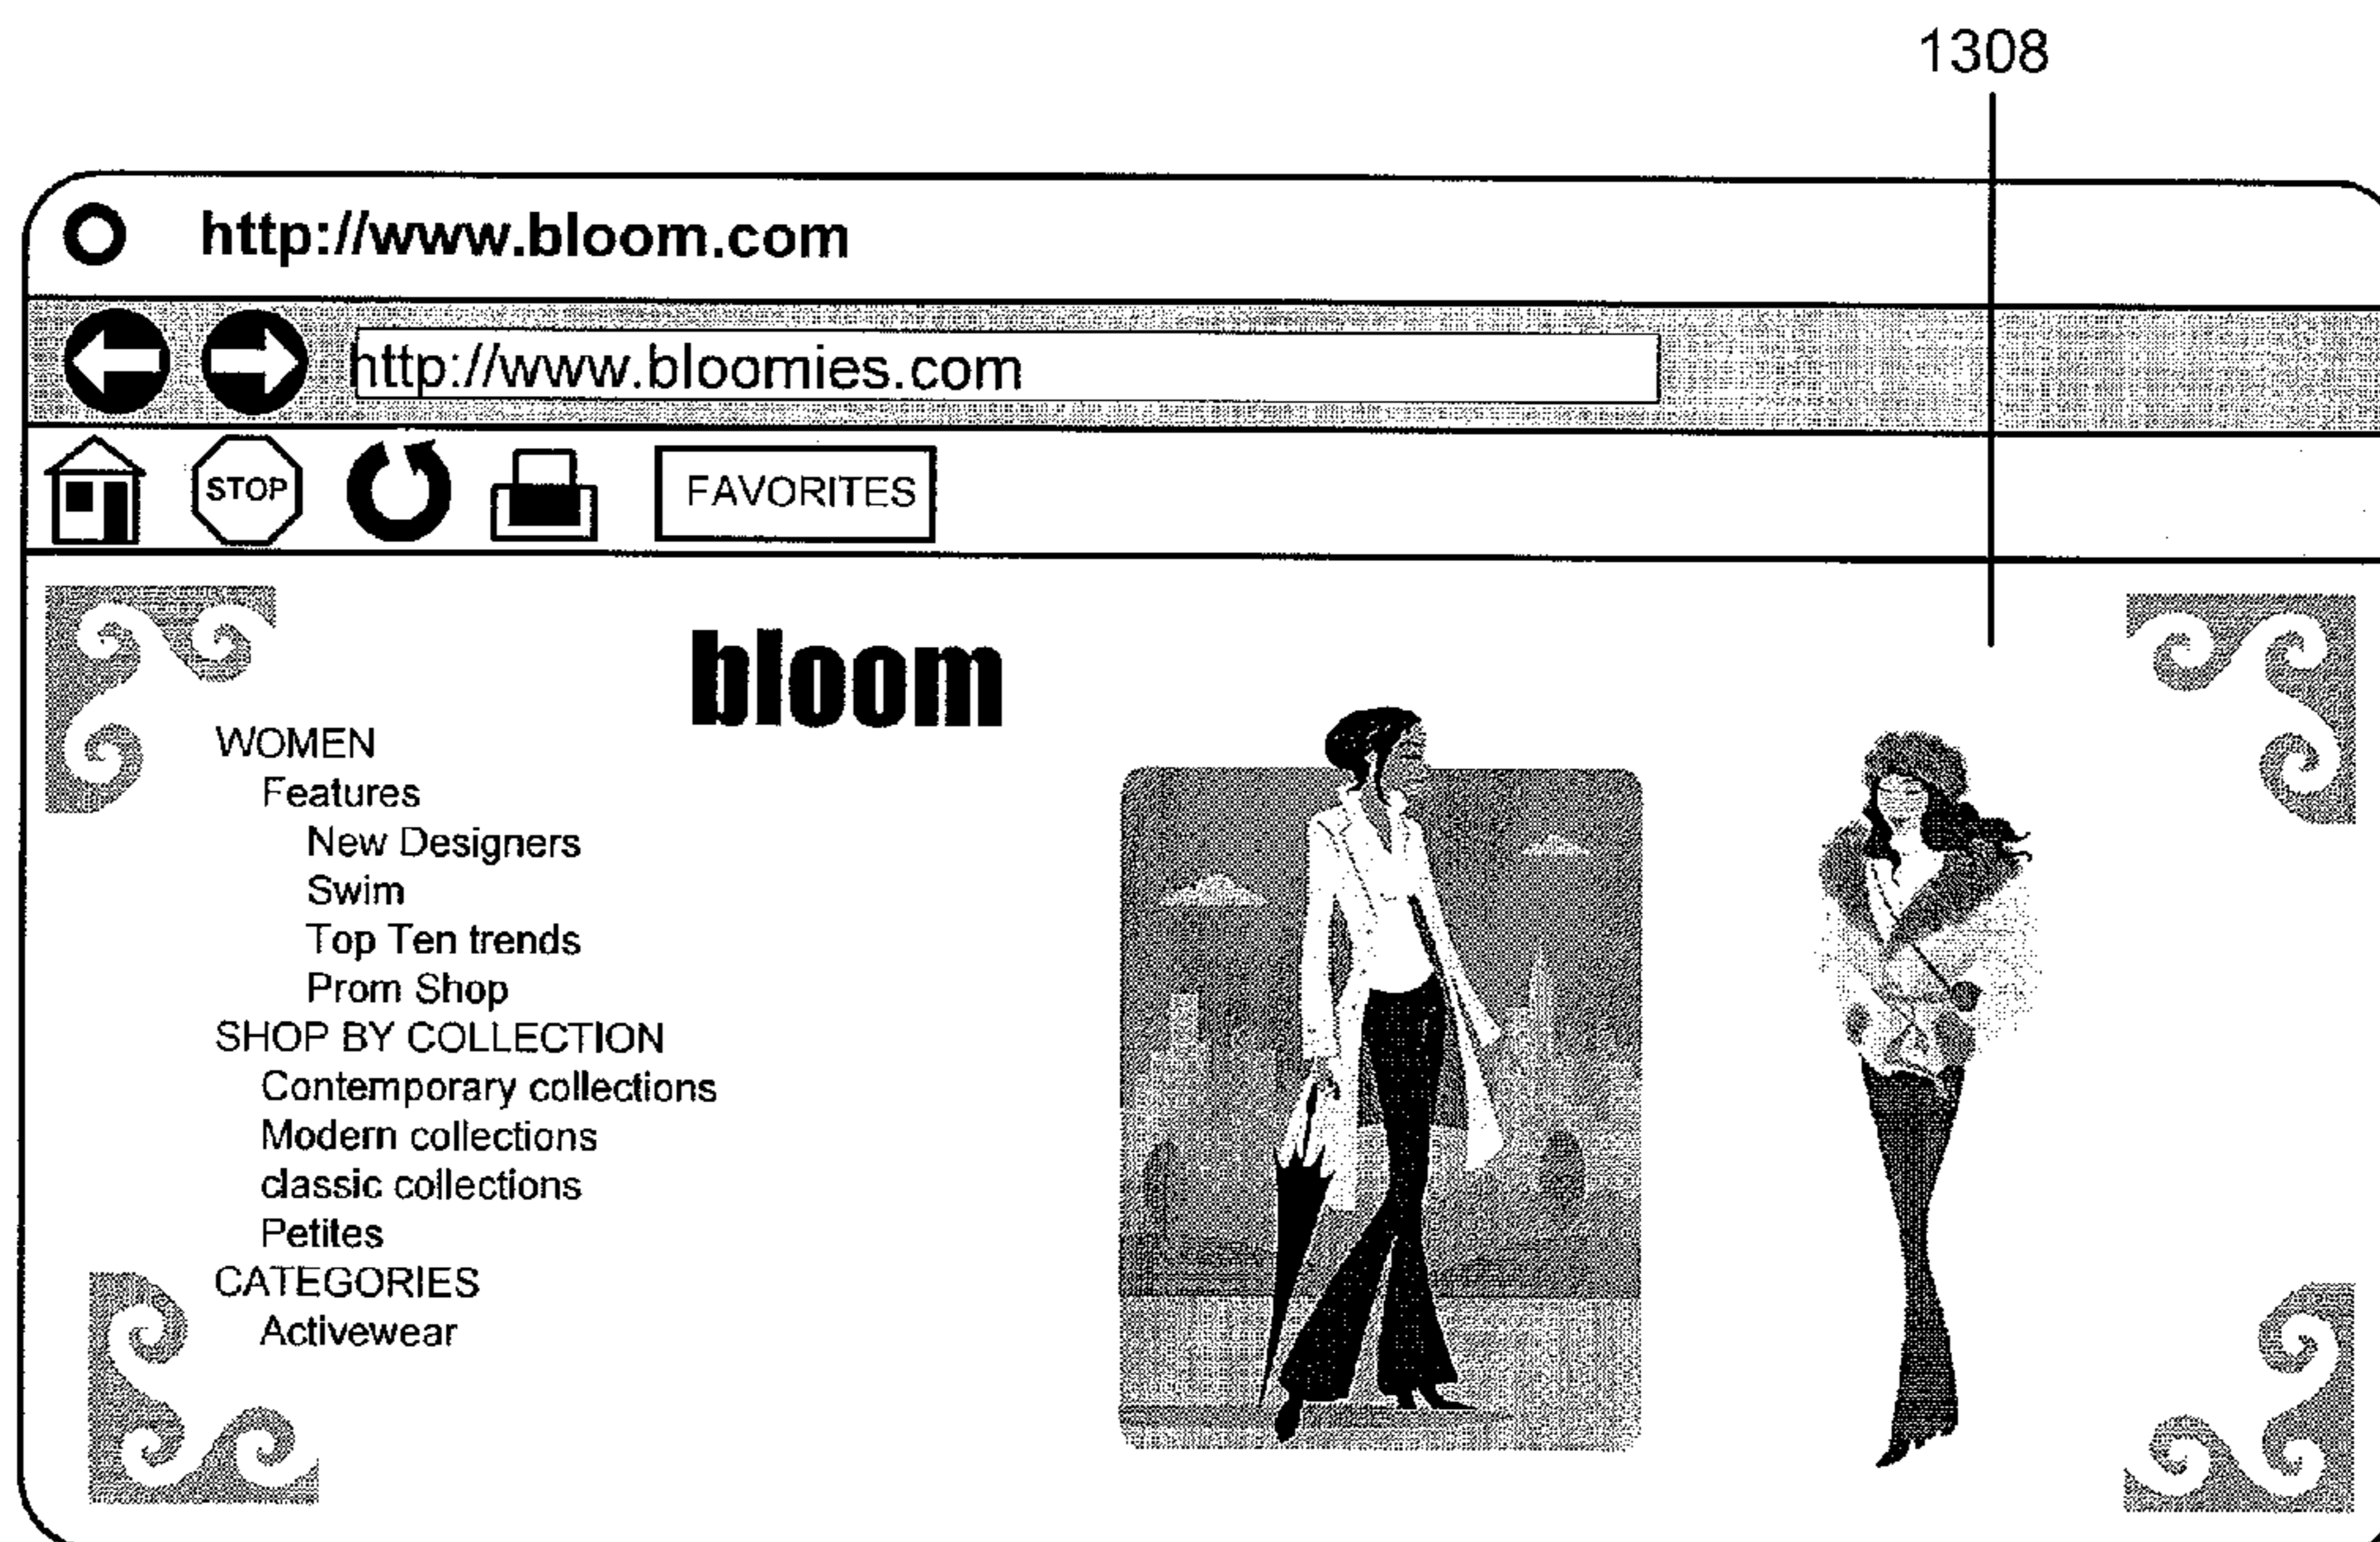 1308
http://www.bloom.com
http://www.bloomies.com
STOP
FAVORITES
bloom
WOMEN
Features
New Designers
Swim
Top Ten trends
Prom Shop
SHOP BY COLLECTION
Contemporary collections
Modern collections
classic collections
Petites
CATEGORIES
Activewear